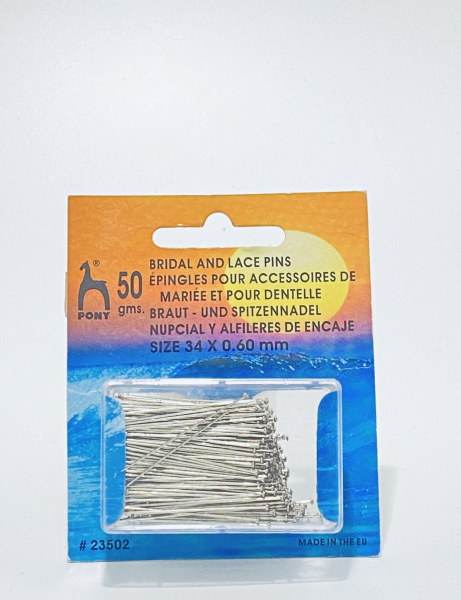 ®
PONY
50
gms.
BRIDAL AND LACE PINS
ÉPINGLES POUR ACCESSOIRES DE
MARIÉE ET POUR DENTELLE
BRAUT - UND SPITZENNADEL
NUPCIAL Y ALFILERES DE ENCAJE
SIZE 34 X 0.60 mm
# 23502
MADE IN THE EU